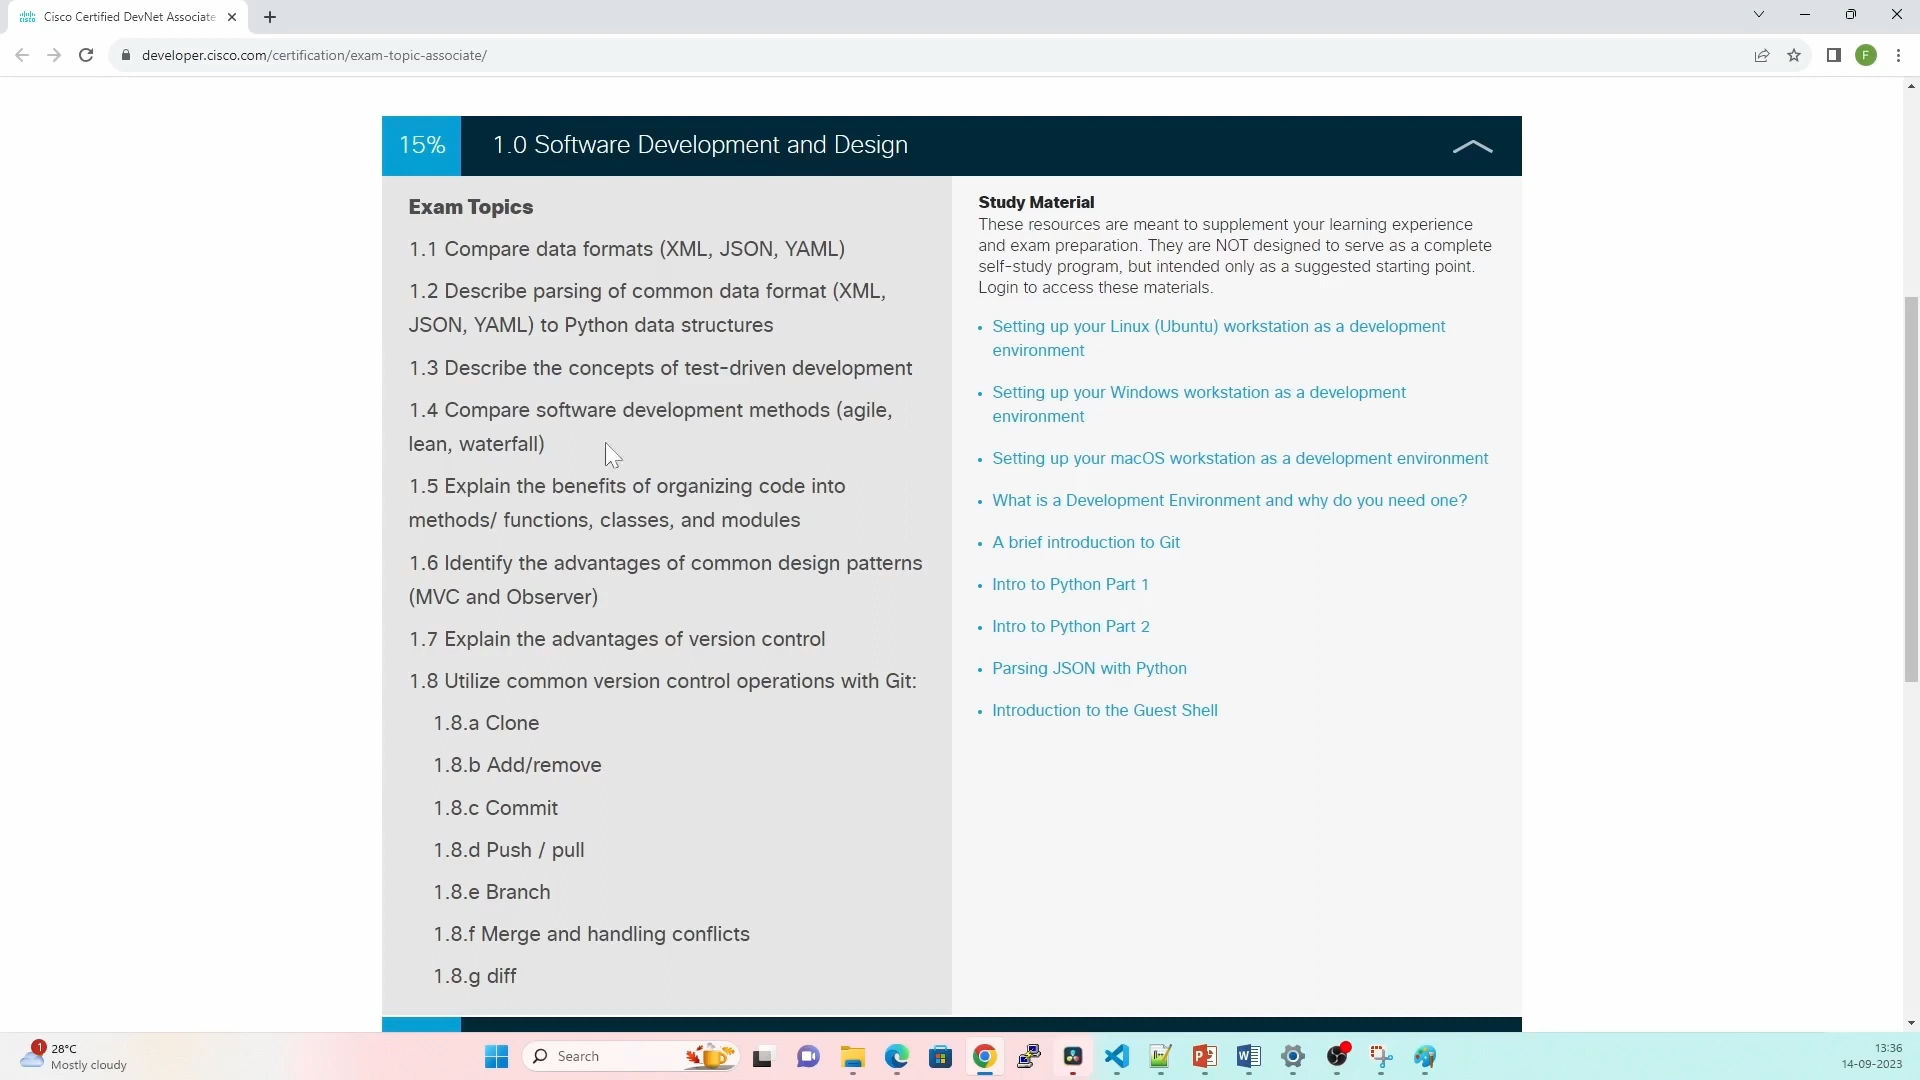 Cisco Certified DevNet Associate
developer.cisco.com/certification/exam-topic-associate/
F
15%
1.0 Software Development and Design
Exam Topics
1.1 Compare data formats (XML, JSON, YAML)
1.2 Describe parsing of common data format (XML,
JSON, YAML) to Python data structures
1.3 Describe the concepts of test-driven development
1.4 Compare software development methods (agile,
lean, waterfall)
1.5 Explain the benefits of organizing code into
methods/ functions, classes, and modules
1.6 Identify the advantages of common design patterns
(MVC and Observer)
1.7 Explain the advantages of version control
1.8 Utilize common version control operations with Git:
1.8.a Clone
1.8.b Add/remove
1.8.c Commit
1.8.d Push / pull
1.8.e Branch
1.8.f Merge and handling conflicts
1.8.g diff
Study Material
These resources are meant to supplement your learning experience
and exam preparation. They are NOT designed to serve as a complete
self-study program, but intended only as a suggested starting point.
Login to access these materials.
• Setting up your Linux (Ubuntu) workstation as a development
environment
• Setting up your Windows workstation as a development
environment
• Setting up your macOS workstation as a development environment
• What is a Development Environment and why do you need one?
• A brief introduction to Git
• Intro to Python Part 1
• Intro to Python Part 2
• Parsing JSON with Python
• Introduction to the Guest Shell
1
28°C
Mostly cloudy
Search
13:36
14-09-2023